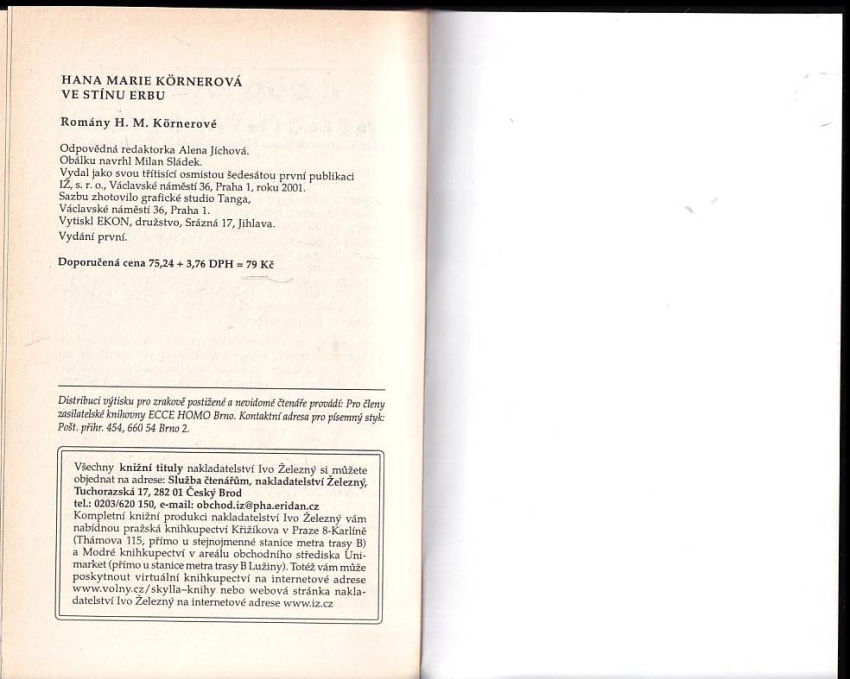 HANA MARIE KÖRNEROVÁ
VE STÍNU ERBU
Romány H. M. Körnerové
Odpovědná redaktorka Alena Jíchová.
Obálku navrhl Milan Sládek.
Vydal jako svou třítisící osmistou šedesátou první publikaci
IŽ, s. r. o., Václavské náměstí 36, Praha 1, roku 2001.
Sazbu zhotovilo grafické studio Tanga,
Václavské náměstí 36, Praha 1.
Vytiskl EKON, družstvo, Srázná 17, Jihlava.
Vydání první.
Doporučená cena 75,24 + 3,76 DPH = 79 Kč
Distribuci výtisku pro zrakově postižené a nevidomé čtenáře provádí: Pro členy
zasilatelské knihovny ECCE HOMO Brno. Kontaktní adresa pro písemný styk:
Pošt. přihr. 454, 660 54 Brno 2.
Všechny knižní tituly nakladatelství Ivo Železný si můžete
objednat na adrese: Služba čtenářům, nakladatelství Železný,
Tuchorazská 17, 282 01 Český Brod
tel.: 0203/620 150, e-mail: obchod.iz@pha.eridan.cz
Kompletní knižní produkci nakladatelství Ivo Železný vám
nabídnou pražská knihkupectví Křižíkova v Praze 8-Karlíně
(Thámova 115, přímo u stejnojmenné stanice metra trasy B)
a Modré knihkupectví v areálu obchodního střediska Uni-
market (přímo u stanice metra trasy B Lužiny). Totéž vám může
poskytnout virtuální knihkupectví na internetové adrese
www.volny.cz/skylla–knihy nebo webová stránka nakla-
datelství Ivo Železný na internetové adrese www.iz.cz